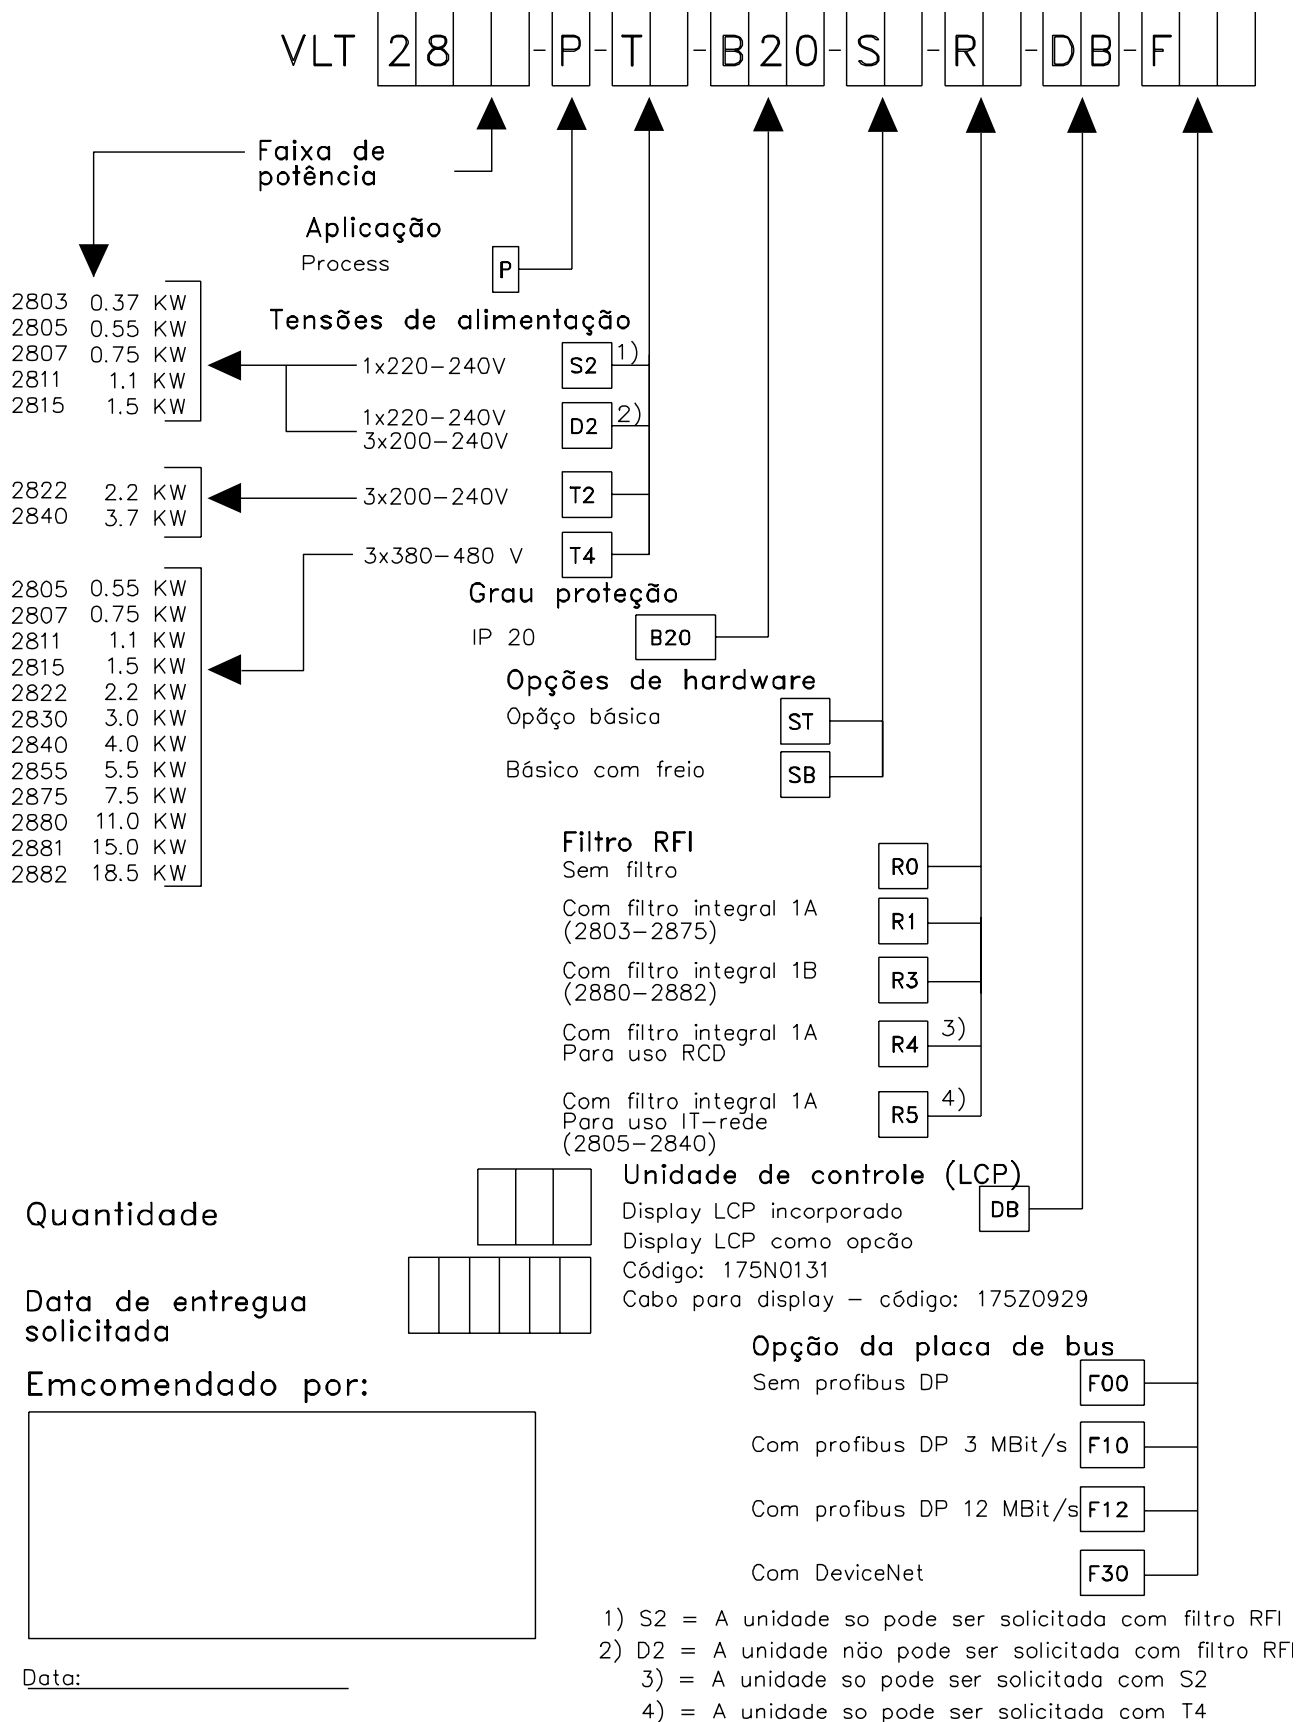 VLT 28 -P-T -B20-S -R -DB-F
Faixa de
potência
Aplicação
Process P
2803 0.37 KW
2805 0.55 KW
2807 0.75 KW
2811 1.1 KW
2815 1.5 KW
Tensões de alimentação
1x220-240V S2 1)
1x220-240V
3x200-240V D2 2)
2822 2.2 KW
2840 3.7 KW
3x200-240V T2
3x380-480 V T4
2805 0.55 KW
2807 0.75 KW
2811 1.1 KW
2815 1.5 KW
2822 2.2 KW
2830 3.0 KW
2840 4.0 KW
2855 5.5 KW
2875 7.5 KW
2880 11.0 KW
2881 15.0 KW
2882 18.5 KW
Grau proteção
IP 20 B20
Opções de hardware
Opãço básica ST
Básico com freio SB
Filtro RFI
Sem filtro R0
Com filtro integral 1A
(2803-2875) R1
Com filtro integral 1B
(2880-2882) R3
Com filtro integral 1A
Para uso RCD R4 3)
Com filtro integral 1A
Para uso IT-rede
(2805-2840) R5 4)
Unidade de controle (LCP)
Display LCP incorporado DB
Display LCP como opcão
Código: 175N0131
Cabo para display - código: 175Z0929
Quantidade
Data de entregua
solicitada
Emcomendado por:
Data:
Opção da placa de bus
Sem profibus DP F00
Com profibus DP 3 MBit/s F10
Com profibus DP 12 MBit/s F12
Com DeviceNet F30
1) S2 = A unidade so pode ser solicitada com filtro RFI
2) D2 = A unidade não pode ser solicitada com filtro RFI
3) = A unidade so pode ser solicitada com S2
4) = A unidade so pode ser solicitada com T4